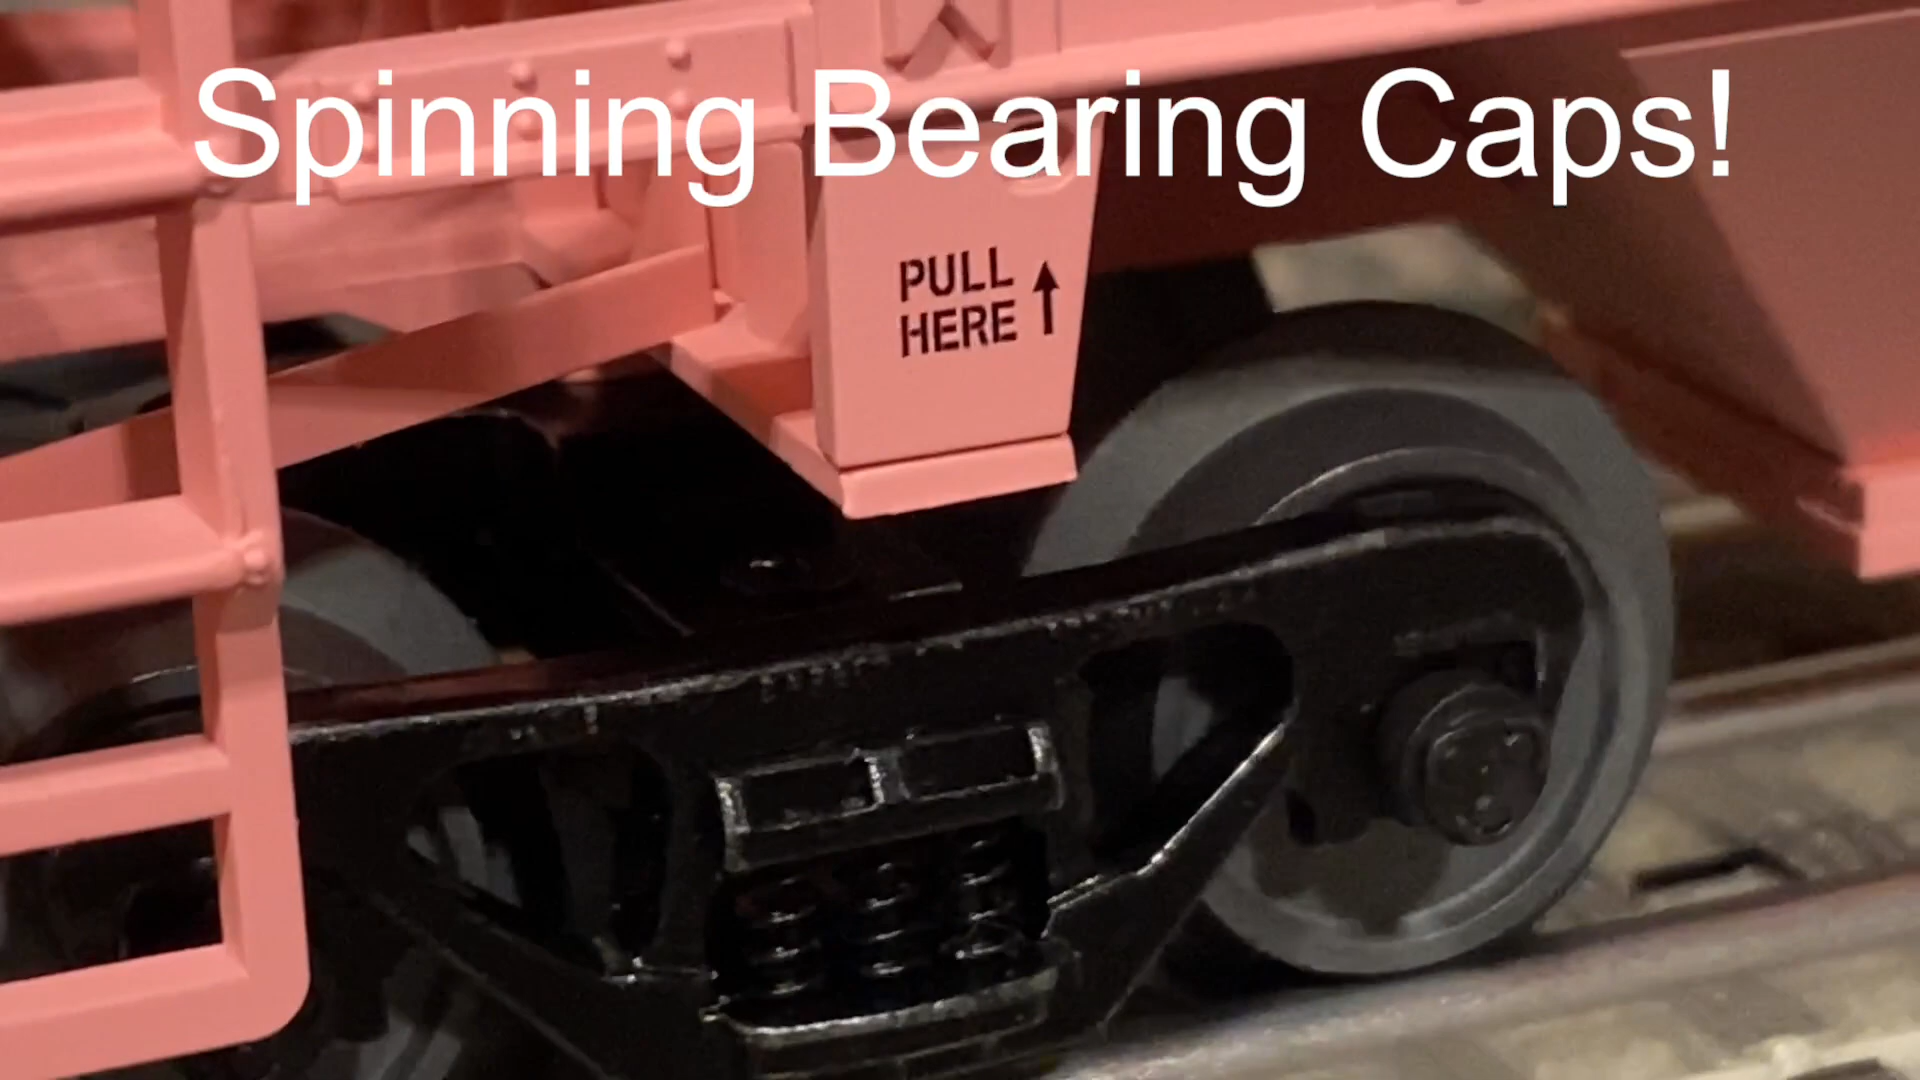 Spinning Bearing Caps!
PULL
HERE ↑